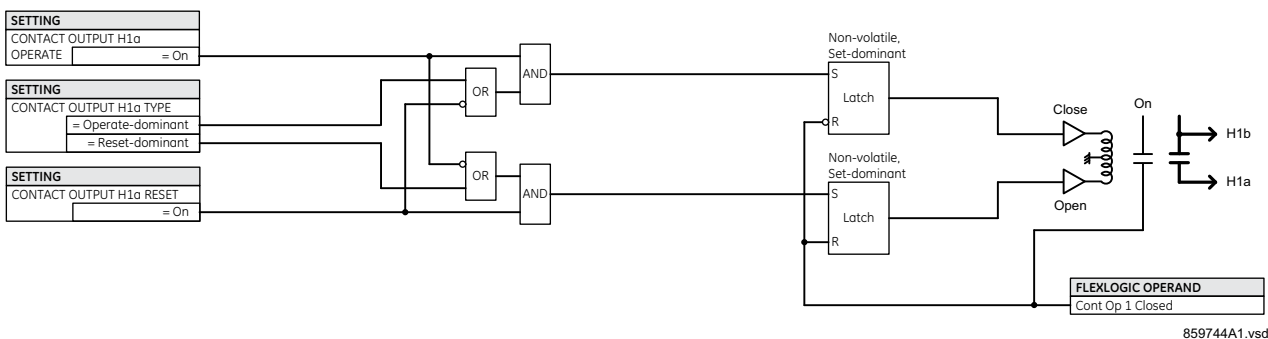 SETTING
CONTACT OUTPUT H1a
OPERATE = On
SETTING
CONTACT OUTPUT H1a TYPE
= Operate-dominant
= Reset-dominant
SETTING
CONTACT OUTPUT H1a RESET
= On
OR
AND
OR
AND
Non-volatile,
Set-dominant
S
Latch
R
Non-volatile,
Set-dominant
S
Latch
R
Close
Open
On
H1b
H1a
FLEXLOGIC OPERAND
Cont Op 1 Closed
859744A1.vsd